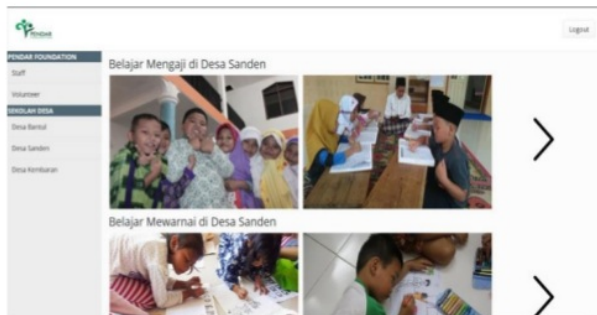 PENDAR
Logout
PENDAR FOUNDATION
Staff
Volunteer
SEKOLAH DESA
Desa Bantul
Desa Sanden
Desa Kembaran
Belajar Mengaji di Desa Sanden
Belajar Mewarnai di Desa Sanden